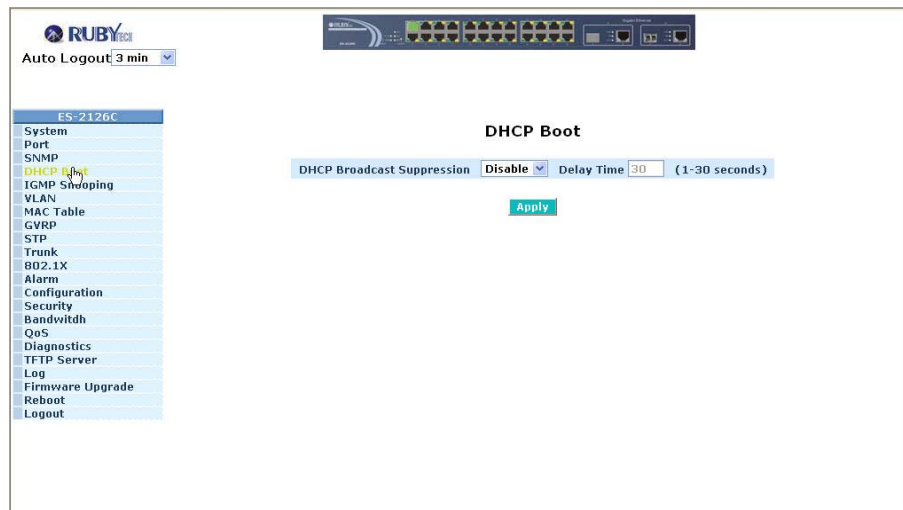 RUBYTECH
Auto Logout 3 min
ES-2126C
System
Port
SNMP
DHCP Boot
IGMP Snooping
VLAN
MAC Table
GVRP
STP
Trunk
802.1X
Alarm
Configuration
Security
Bandwitdh
QoS
Diagnostics
TFTP Server
Log
Firmware Upgrade
Reboot
Logout
DHCP Boot
DHCP Broadcast Suppression Disable Delay Time 30 (1-30 seconds)
Apply